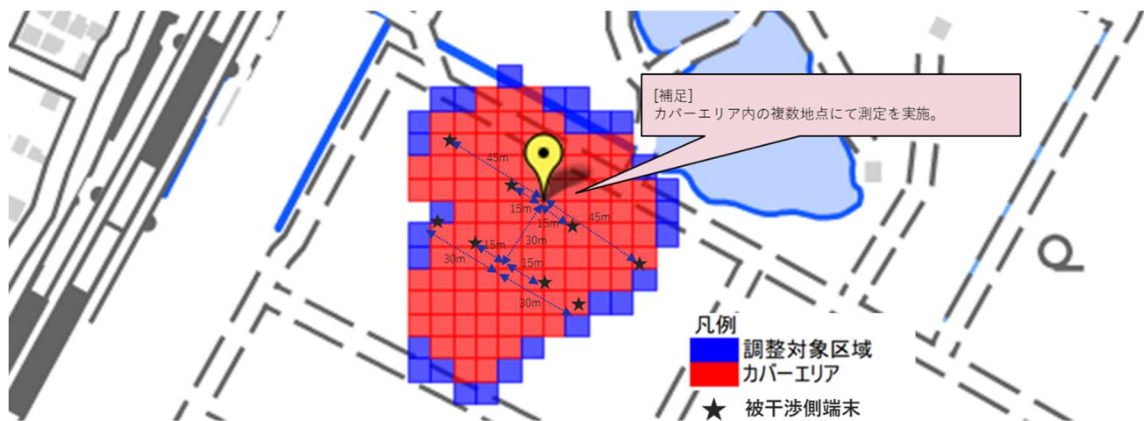 [補足]
カバーエリア内の複数地点にて測定を実施。
45m
15m
45m
15m
30m
15m
30m
15m
30m
凡例
調整対象区域
カバーエリア
被干渉側端末